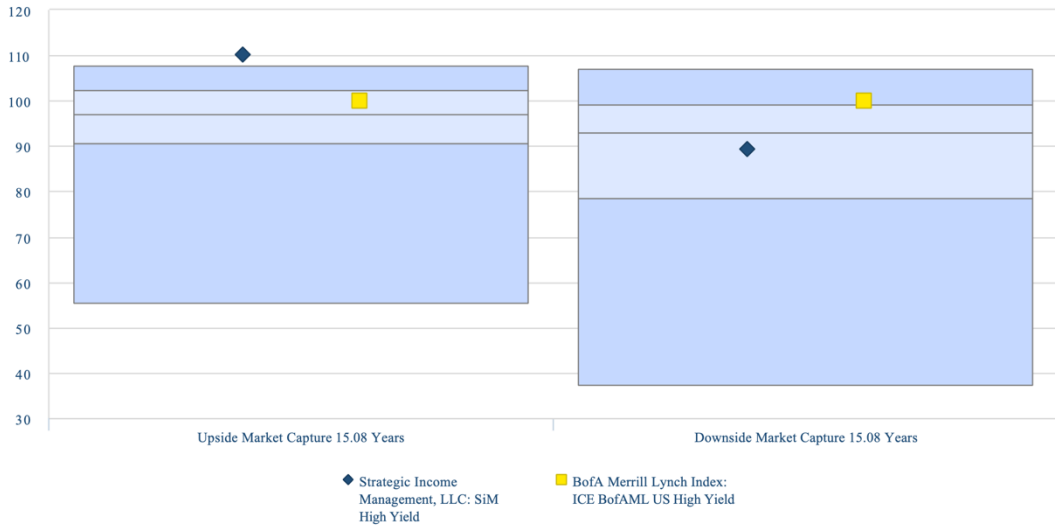 120
110
100
90
80
70
60
50
40
30
Upside Market Capture 15.08 Years
Downside Market Capture 15.08 Years
Strategic Income
Management, LLC: SiM
High Yield
BofA Merrill Lynch Index:
ICE BofAML US High Yield